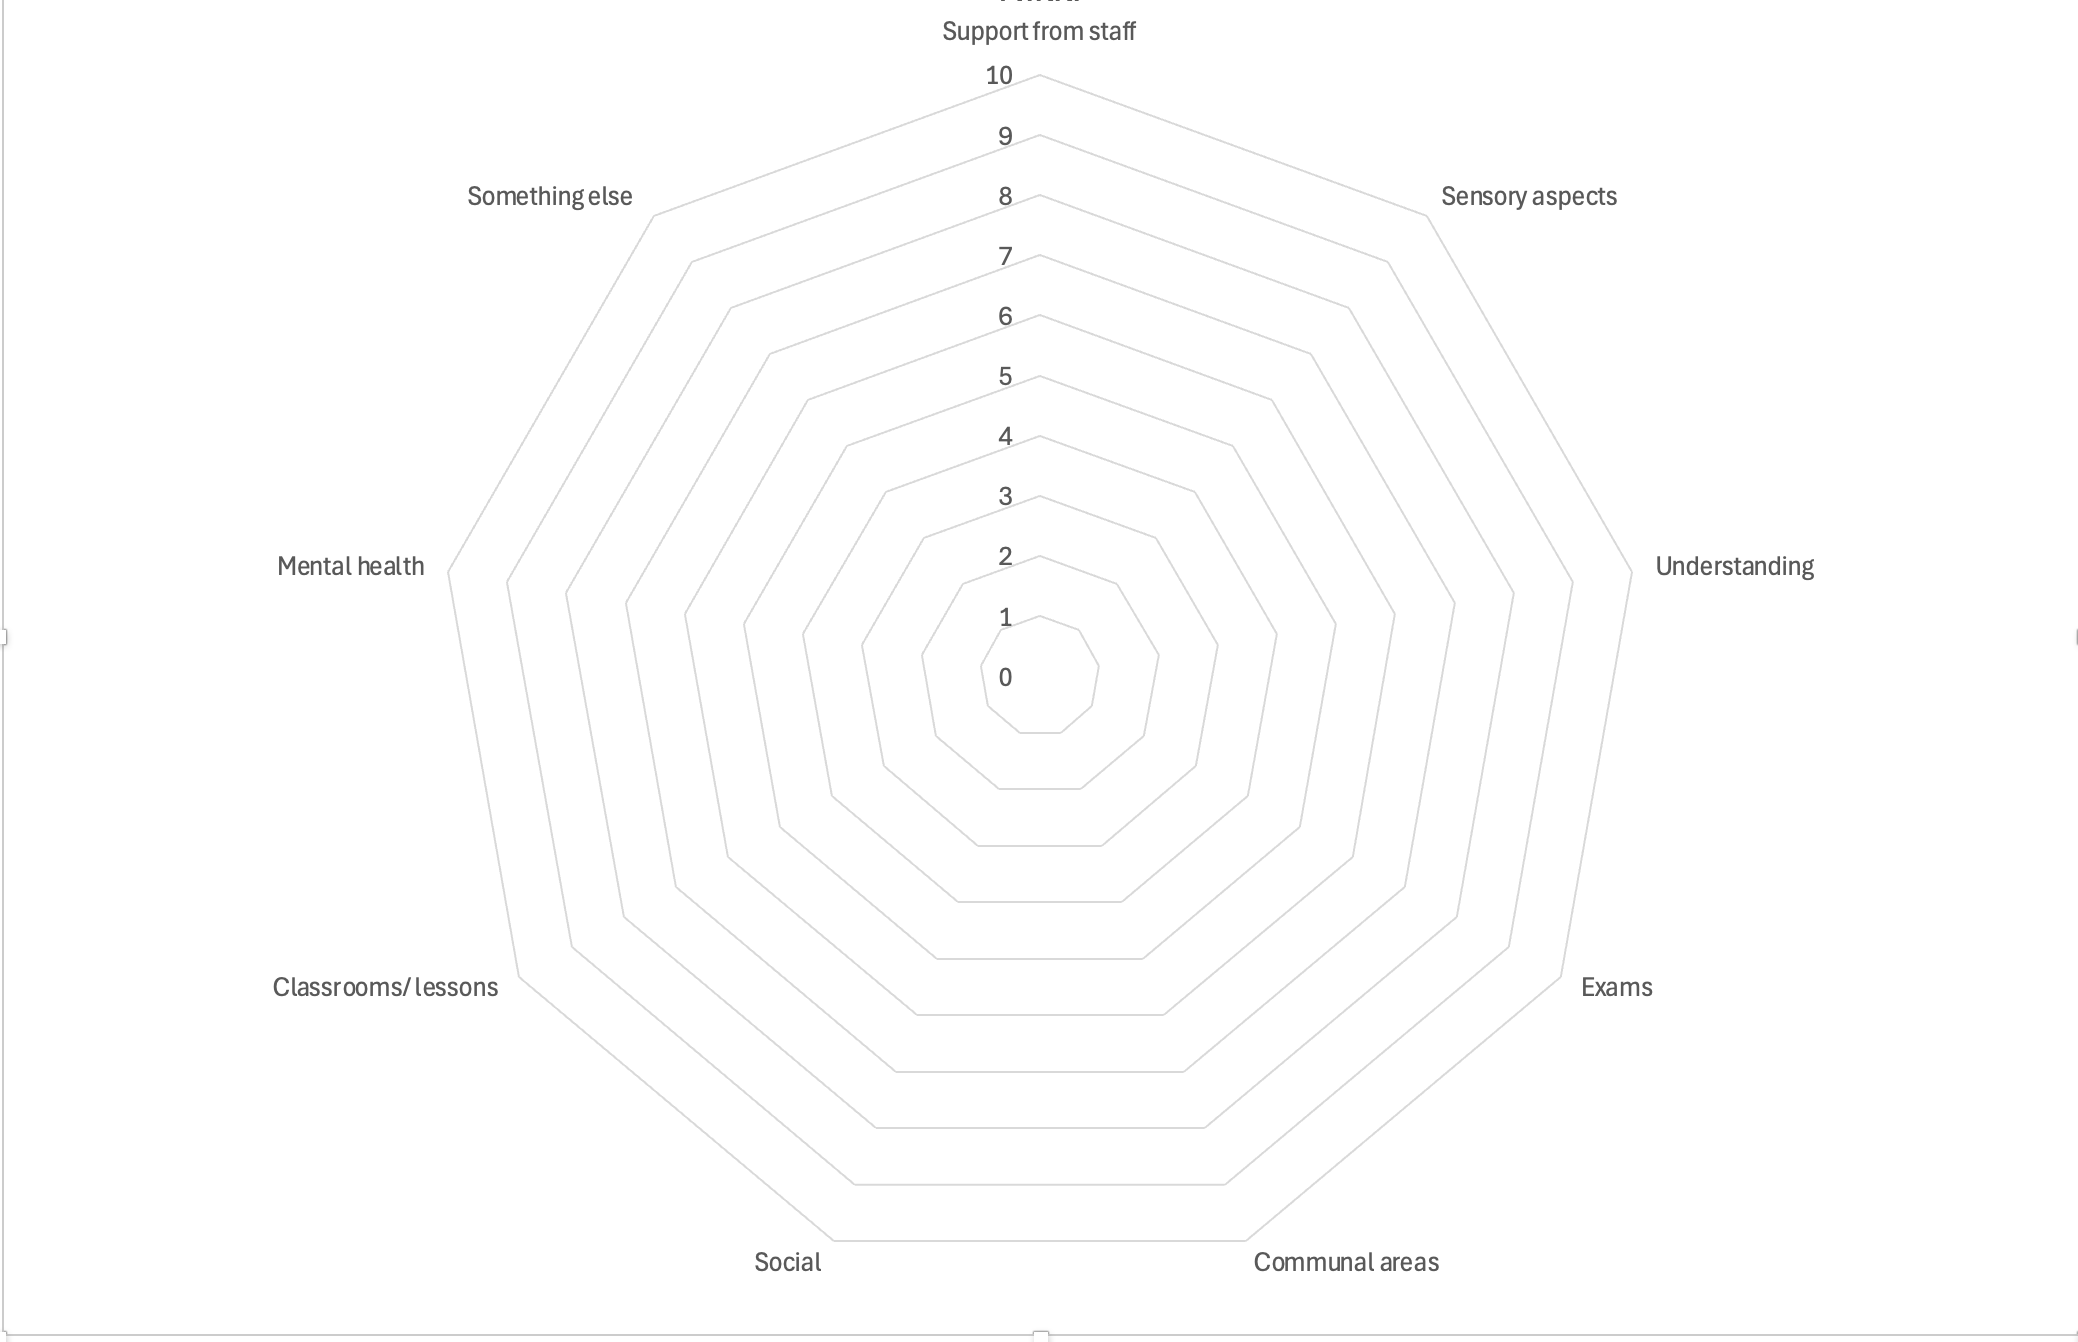 Support from staff
10
9
8
7
6
5
4
3
2
1
0
Something else
Sensory aspects
Mental health
Understanding
Classrooms/ lessons
Exams
Social
Communal areas